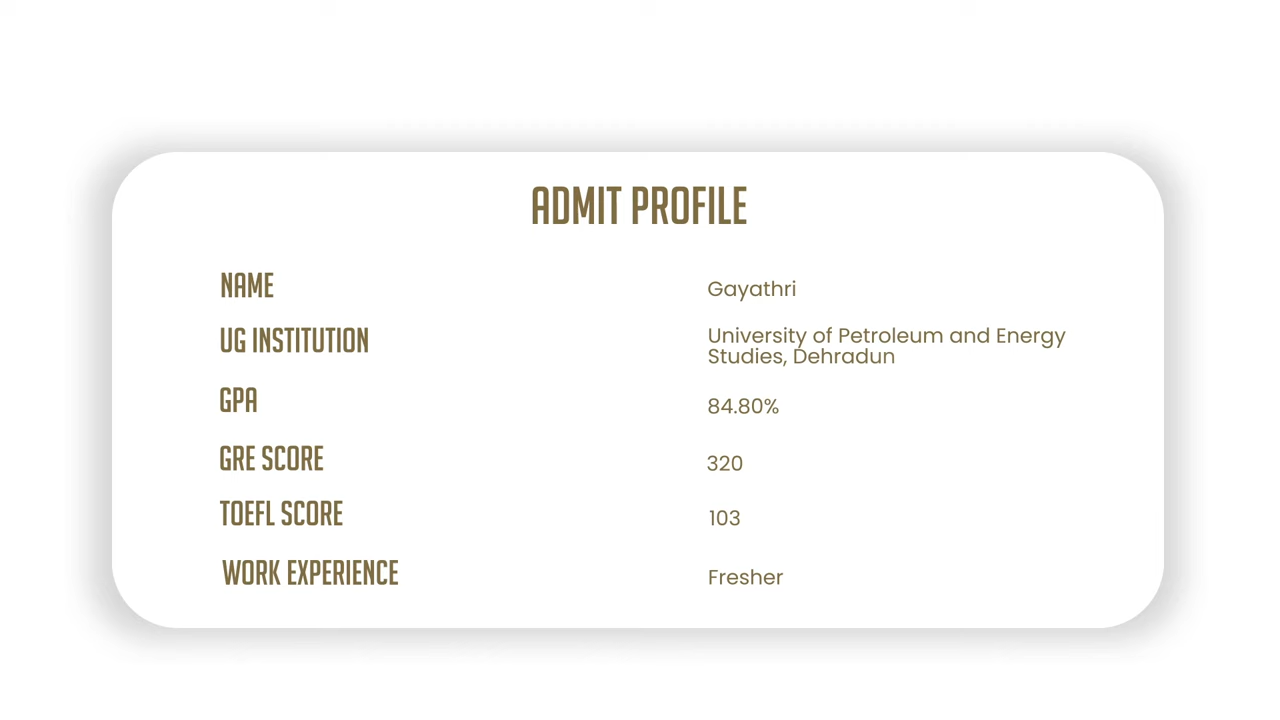 ADMIT PROFILE
NAME
Gayathri
UG INSTITUTION
University of Petroleum and Energy
Studies, Dehradun
GPA
84.80%
GRE SCORE
320
TOEFL SCORE
103
WORK EXPERIENCE
Fresher